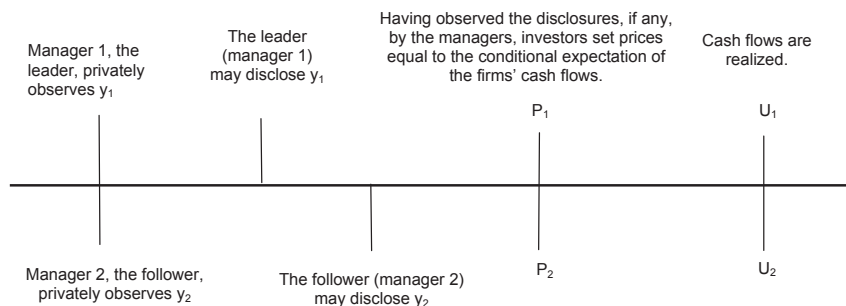 Manager 1, the
leader, privately
observes y1
The leader
(manager 1)
may disclose y1
Having observed the disclosures, if any,
by the managers, investors set prices
equal to the conditional expectation of
the firms' cash flows.
P1
Cash flows are
realized.
U1
Manager 2, the follower,
privately observes y2
The follower (manager 2)
may disclose y2
P2
U2